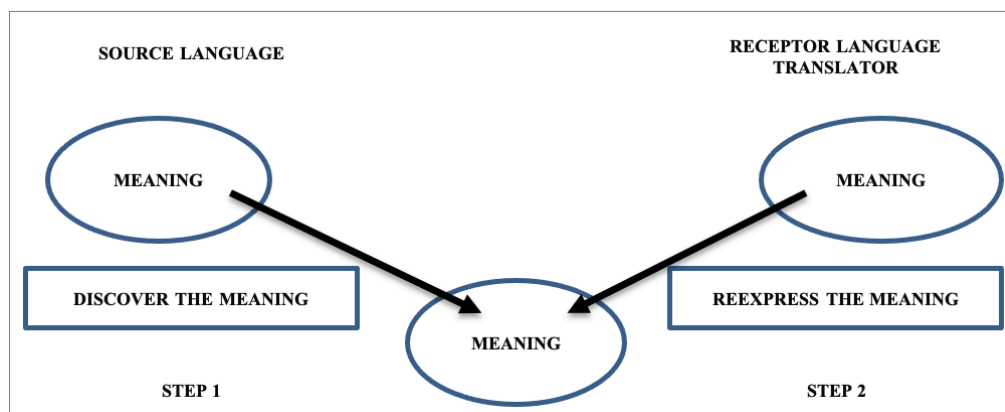 SOURCE LANGUAGE
RECEPTOR LANGUAGE
TRANSLATOR
MEANING
MEANING
DISCOVER THE MEANING
REEXPRESS THE MEANING
MEANING
STEP 1
STEP 2